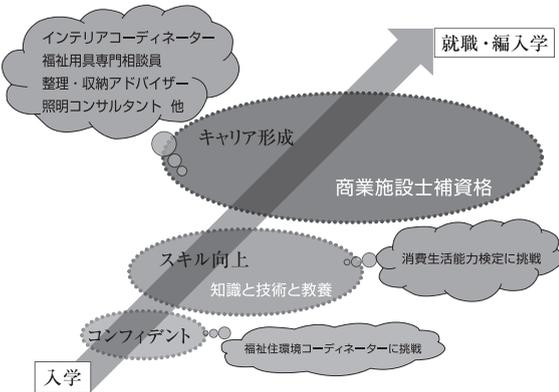 インテリアコーディネーター
福祉用具専門相談員
整理・収納アドバイザー
照明コンサルタント 他
就職・編入学
キャリア形成
商業施設士補資格
スキル向上
知識と技術と教養
消費生活能力検定に挑戦
コンフィデント
福祉住環境コーディネーターに挑戦
入学